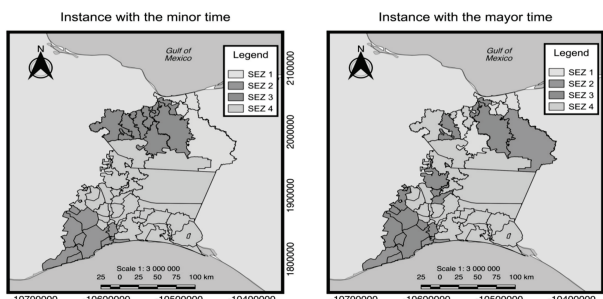 Instance with the minor time
N
Gulf of
Mexico
Legend
SEZ 1
SEZ 2
SEZ 3
SEZ 4
2100000
2000000
1900000
1800000
Scale 1: 3 000 000
25 0 25 50 75 100 km
Instance with the mayor time
N
Gulf of
Mexico
Legend
SEZ 1
SEZ 2
SEZ 3
SEZ 4
Scale 1: 3 000 000
25 0 25 50 75 100 km